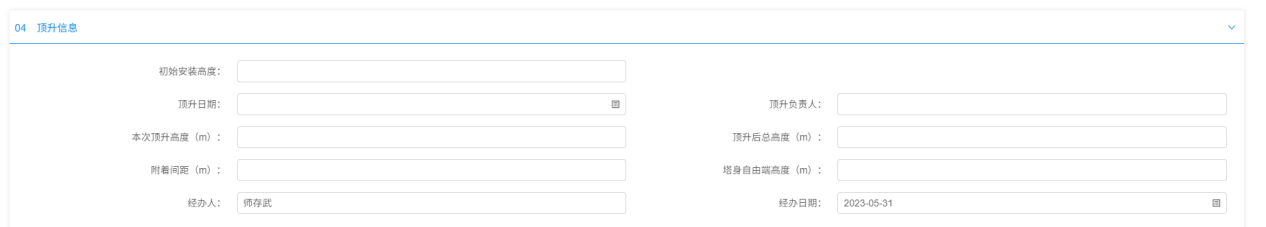 04 顶升信息
初始安装高度：
顶升日期： 顶升负责人：
本次顶升高度（m）： 顶升后总高度（m）：
附着间距（m）： 塔身自由端高度（m）：
经办人： 师存武 经办日期： 2023-05-31